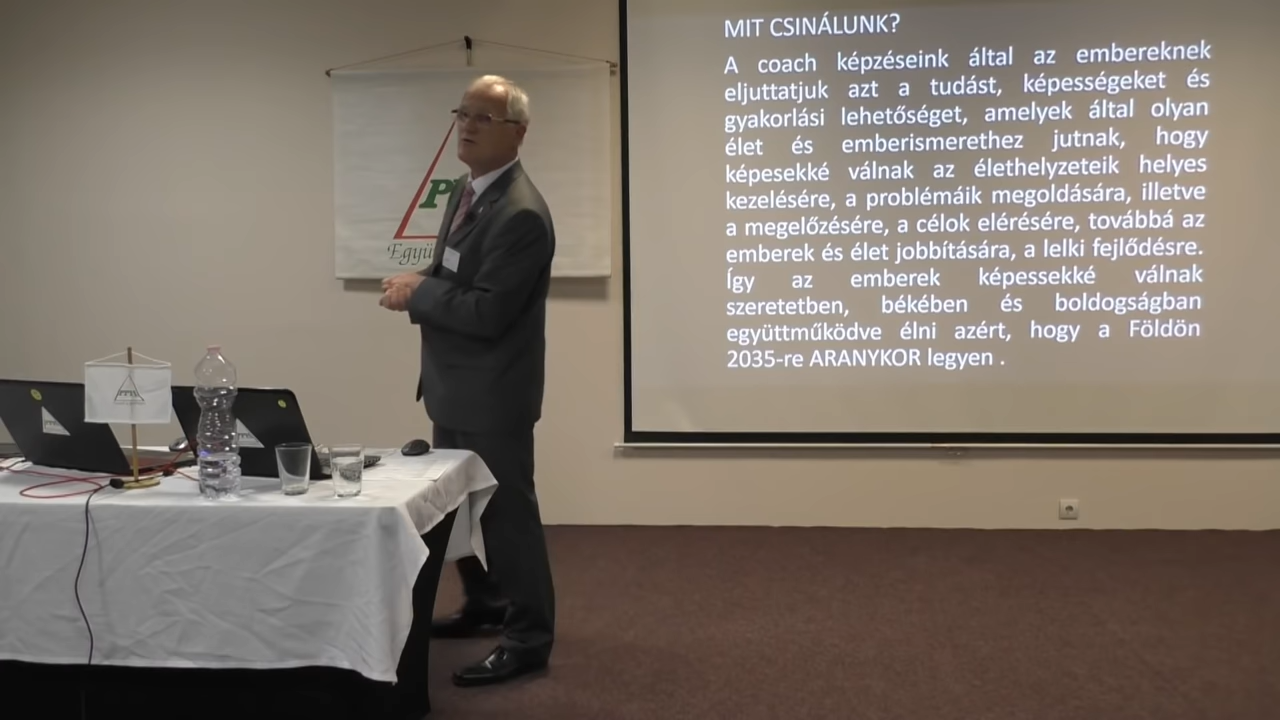 MIT CSINÁLUNK?
A coach képzéseink által az embereknek
eljuttatjuk azt a tudást, képességeket és
gyakorlási lehetőséget, amelyek által olyan
élet és emberismerethez jutnak, hogy
képesekké válnak az élethelyzeteik helyes
kezelésére, a problémáik megoldására, illetve
a megelőzésére, a célok elérésére, továbbá az
emberek és élet jobbítására, a lelki fejlődésre.
Így az emberek képessekké válnak
szeretetben, békében és boldogságban
együttműködve élni azért, hogy a Földön
2035-re ARANYKOR legyen .